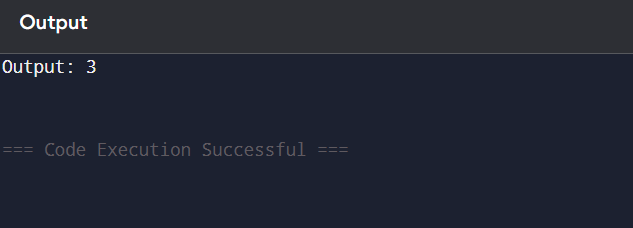 Output
Output: 3
=== Code Execution Successful ===